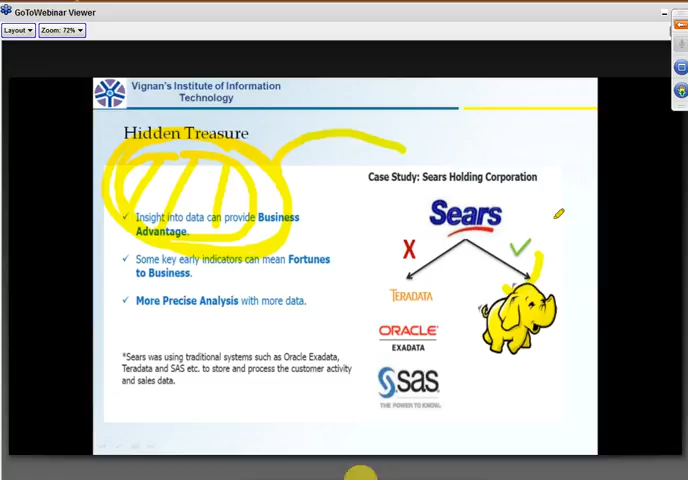 GoToWebinar Viewer
Layout
Zoom: 72%
Vignan's Institute of Information
Technology
Hidden Treasure
Case Study: Sears Holding Corporation
Sears
Insight into data can provide Business
Advantage.
Some key early indicators can mean Fortunes
to Business.
More Precise Analysis with more data.
*Sears was using traditional systems such as Oracle Exadata,
Teradata and SAS etc. to store and process the customer activity
and sales data.
X
TERADATA
ORACLE
EXADATA
sas
THE POWER TO KNOW.